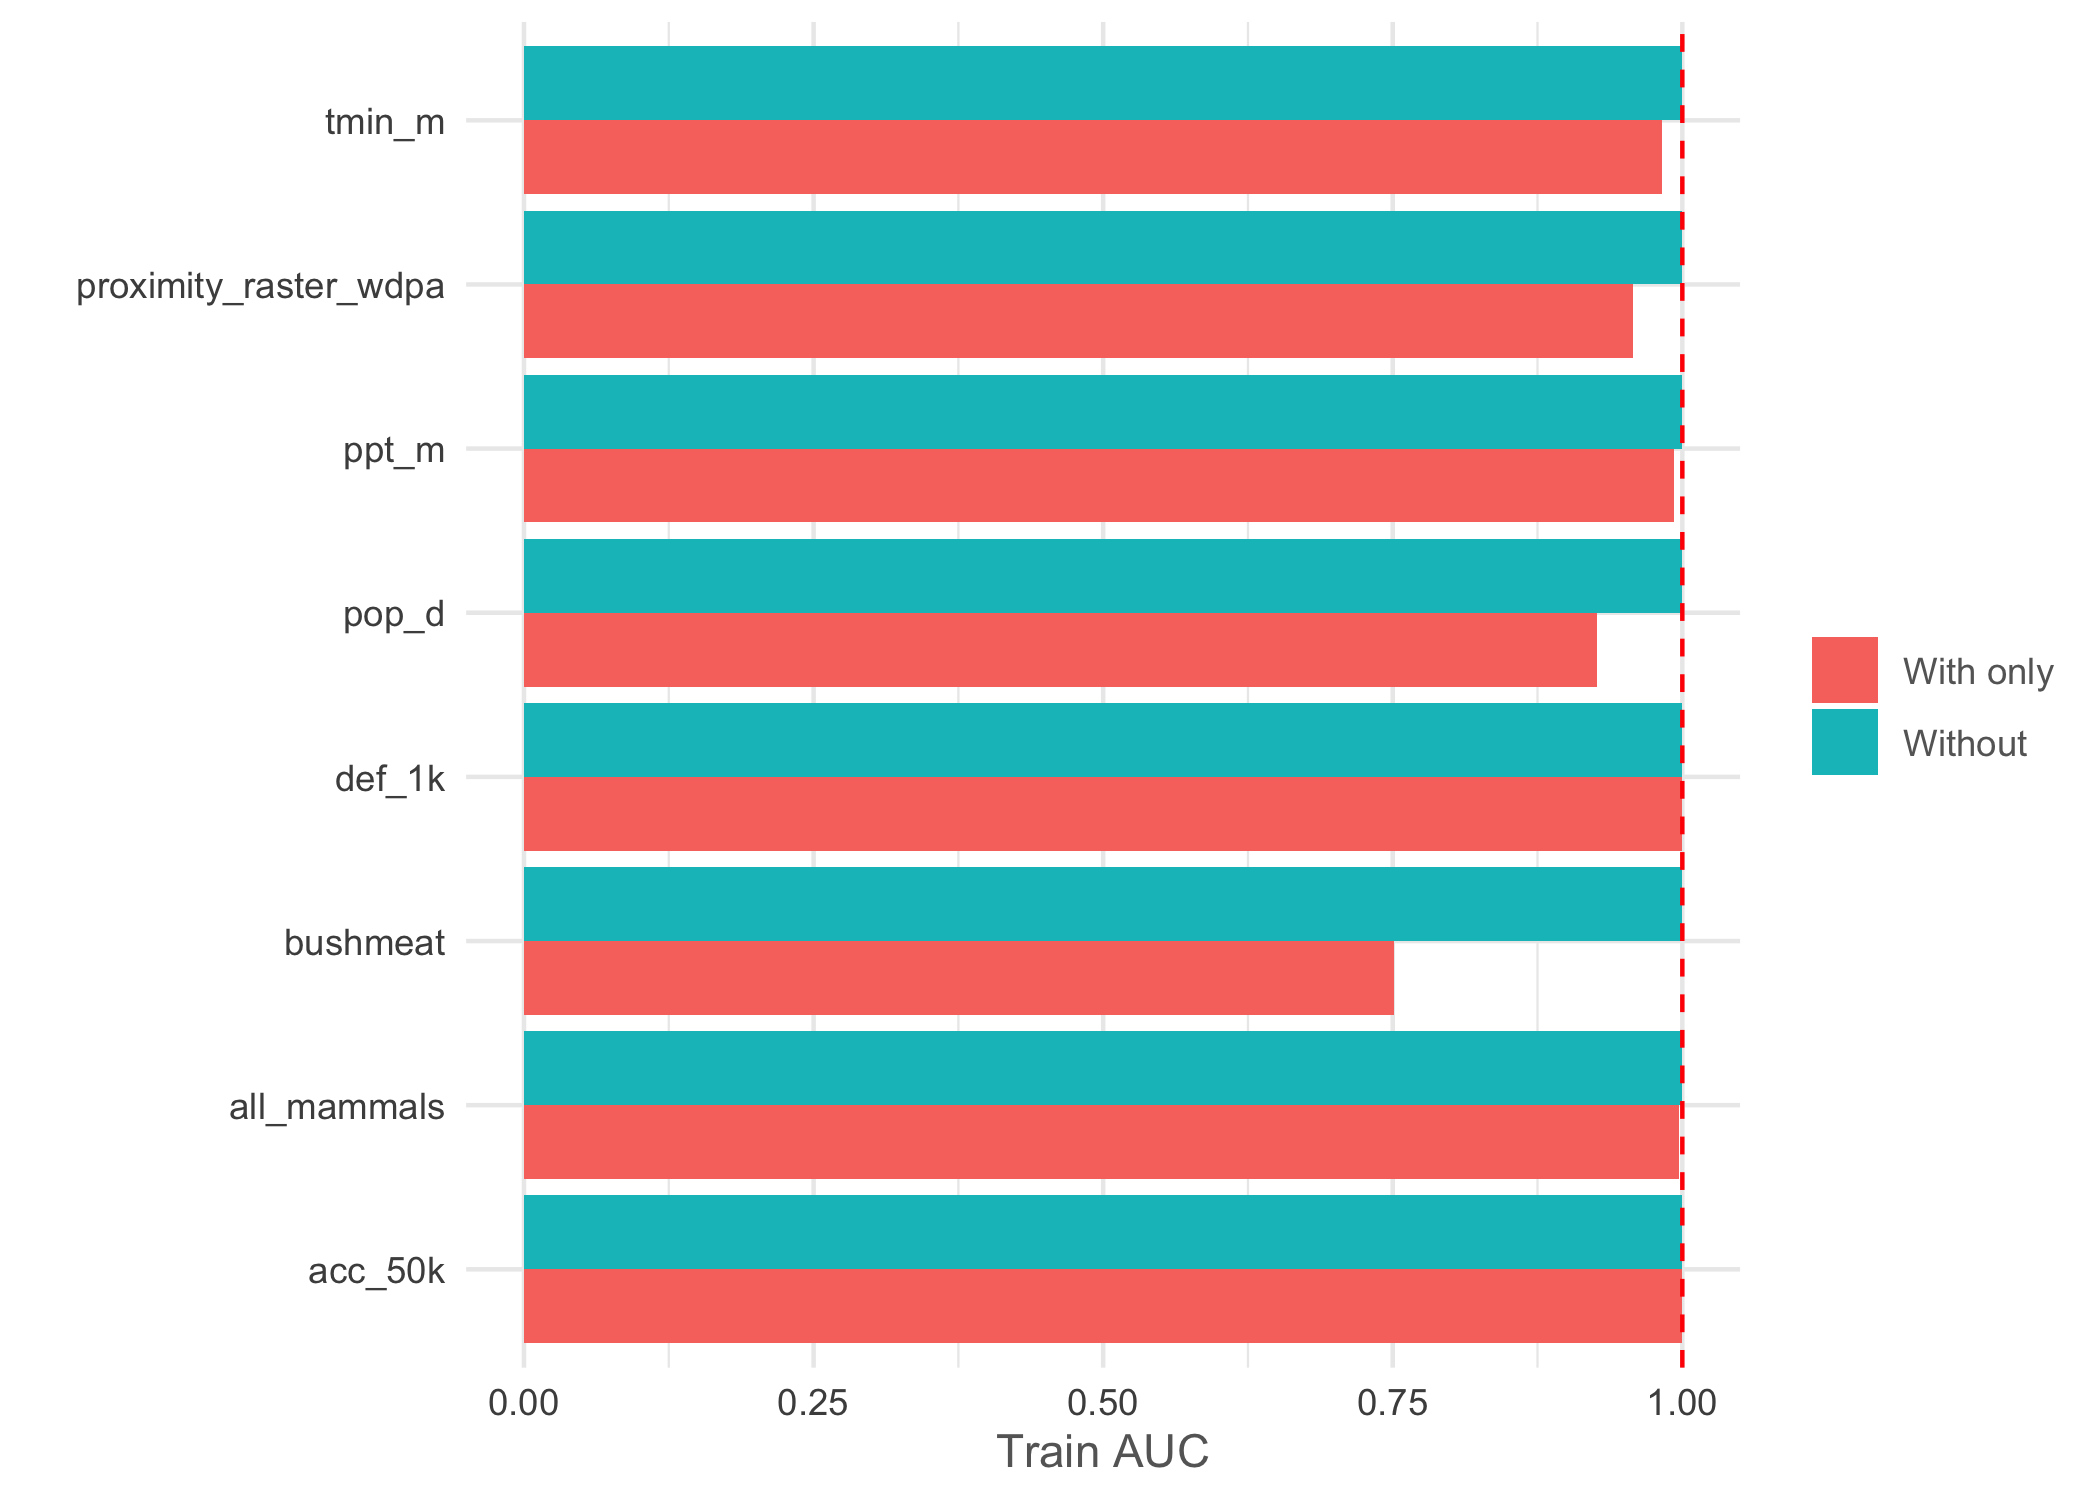 tmin_m
proximity_raster_wdpa
ppt_m
pop_d
def_1k
bushmeat
all_mammals
acc_50k
0.00 0.25 0.50 0.75 1.00
Train AUC
With only
Without